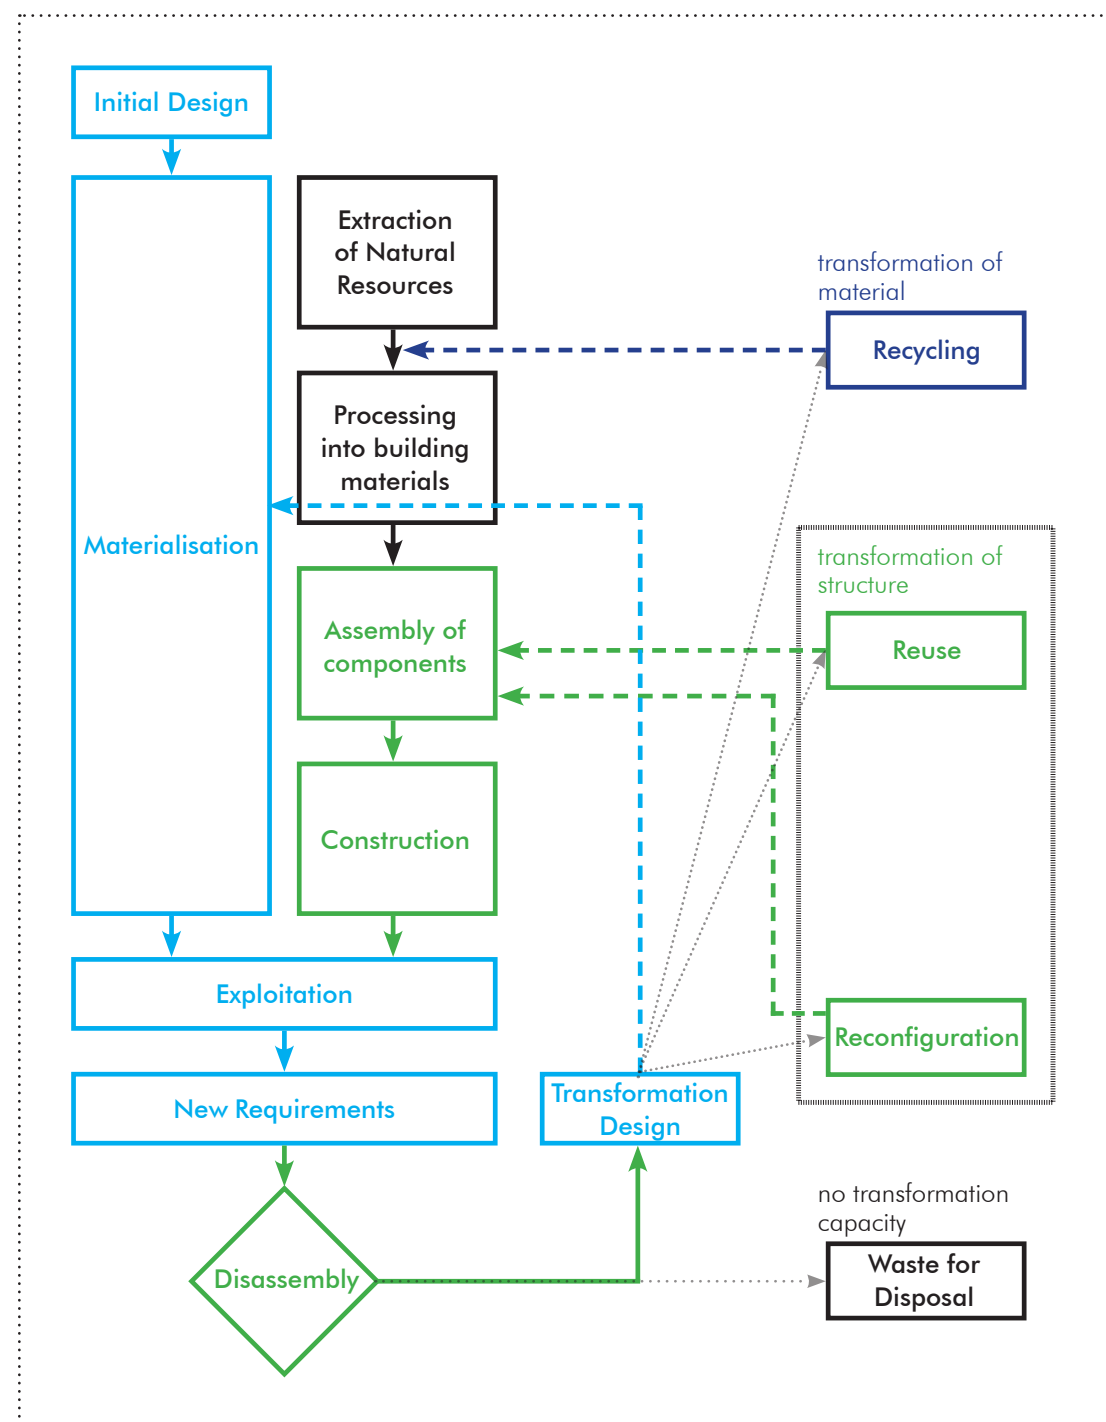 Initial Design
Extraction
of Natural
Resources
transformation of
material
Recycling
Processing
into building
materials
Materialisation
transformation of
structure
Assembly of
components
Reuse
Construction
Exploitation
Reconfiguration
New Requirements
Transformation
Design
no transformation
capacity
Disassembly
Waste for
Disposal